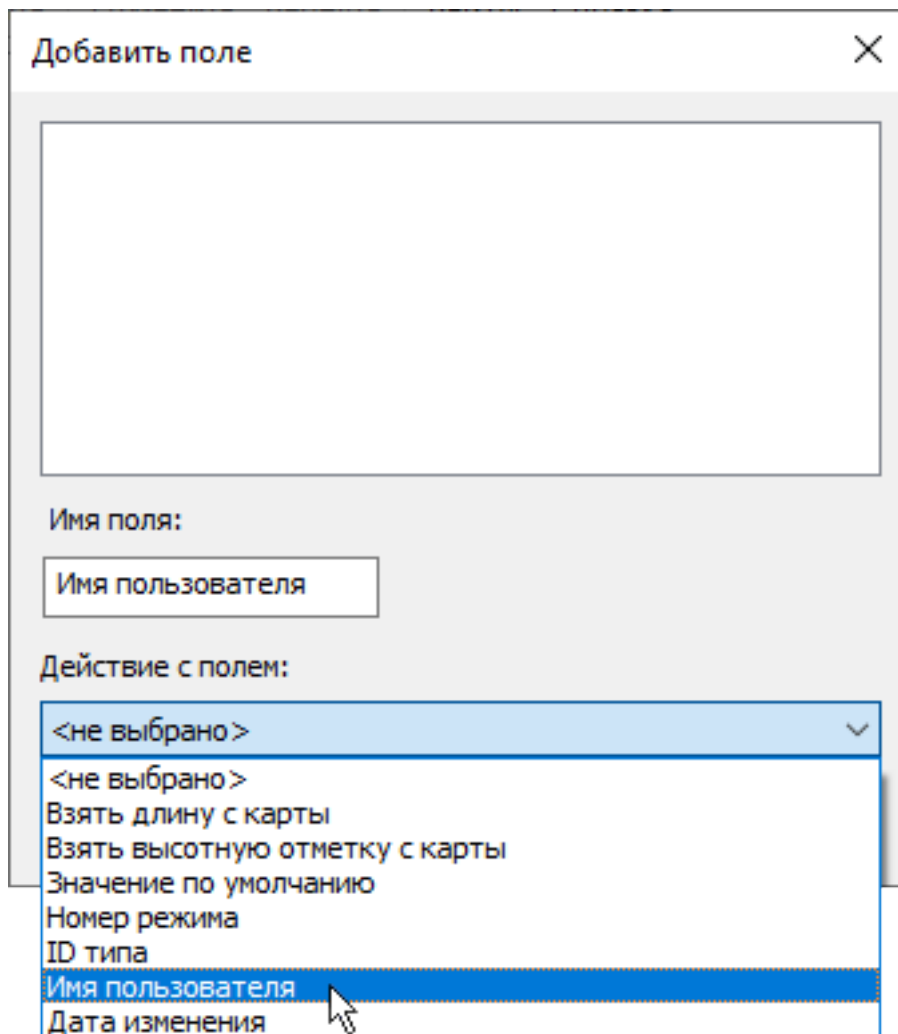 Добавить поле
Имя поля:
Имя пользователя
Действие с полем:
<не выбрано>
<не выбрано>
Взять длину с карты
Взять высотную отметку с карты
Значение по умолчанию
Номер режима
ID типа
Имя пользователя
Дата изменения